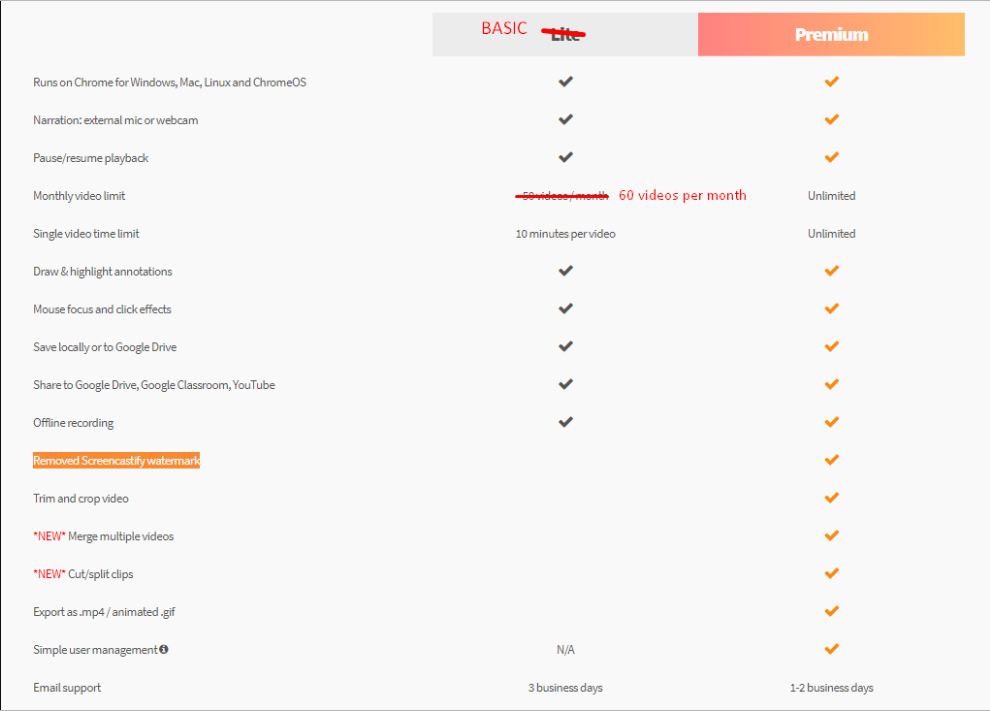 BASIC Lite Premium
Runs on Chrome for Windows, Mac, Linux and ChromeOS
Narration: external mic or webcam
Pause/resume playback
Monthly video limit 50 videos / month 60 videos per month Unlimited
Single video time limit 10 minutes per video Unlimited
Draw & highlight annotations
Mouse focus and click effects
Save locally or to Google Drive
Share to Google Drive, Google Classroom, YouTube
Offline recording
Removed Screencastify watermark
Trim and crop video
*NEW* Merge multiple videos
*NEW* Cut/split clips
Export as .mp4 / animated .gif
Simple user management N/A
Email support 3 business days 1-2 business days